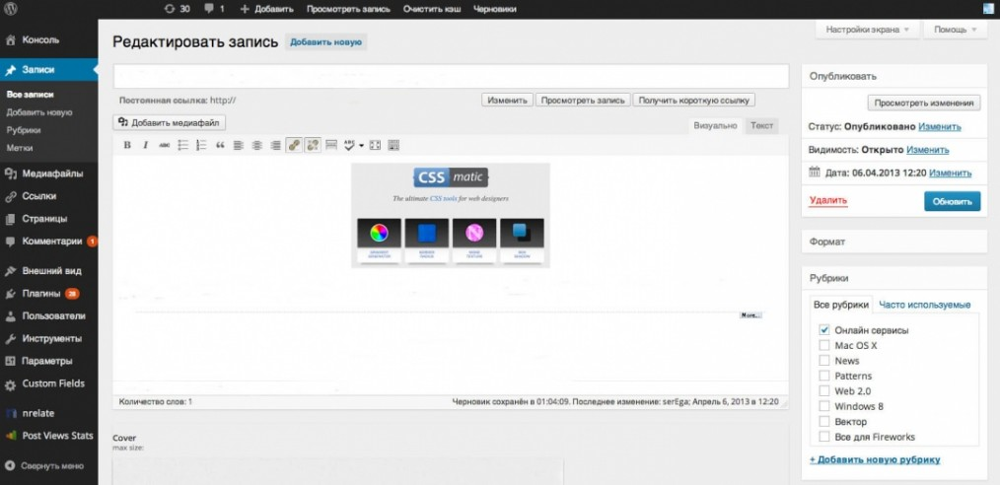 30 1 Добавить Просмотреть запись Очистить кэш Черновики
Настройки экрана Помощь
Консоль
Записи
Все записи
Добавить новую
Рубрики
Метки
Медиафайлы
Ссылки
Страницы
Комментарии 1
Внешний вид
Плагины 28
Пользователи
Инструменты
Параметры
Custom Fields
nrelate
Post Views Stats
Свернуть меню
Редактировать запись Добавить новую
Постоянная ссылка: http://
Изменить Просмотреть запись Получить короткую ссылку
Добавить медиафайл
Визуально Текст
B I ABC ABC
CSS matic
The ultimate CSS tools for web designers
More...
Количество слов: 1
Черновик сохранён в 01:04:09. Последнее изменение: serEga; Апрель 6, 2013 в 12:20
Cover
max size:
Опубликовать
Просмотреть изменения
Статус: Опубликовано Изменить
Видимость: Открыто Изменить
Дата: 06.04.2013 12:20 Изменить
Удалить Обновить
Формат
Рубрики
Все рубрики Часто используемые
Онлайн сервисы
Mac OS X
News
Patterns
Web 2.0
Windows 8
Вектор
Все для Fireworks
+ Добавить новую рубрику